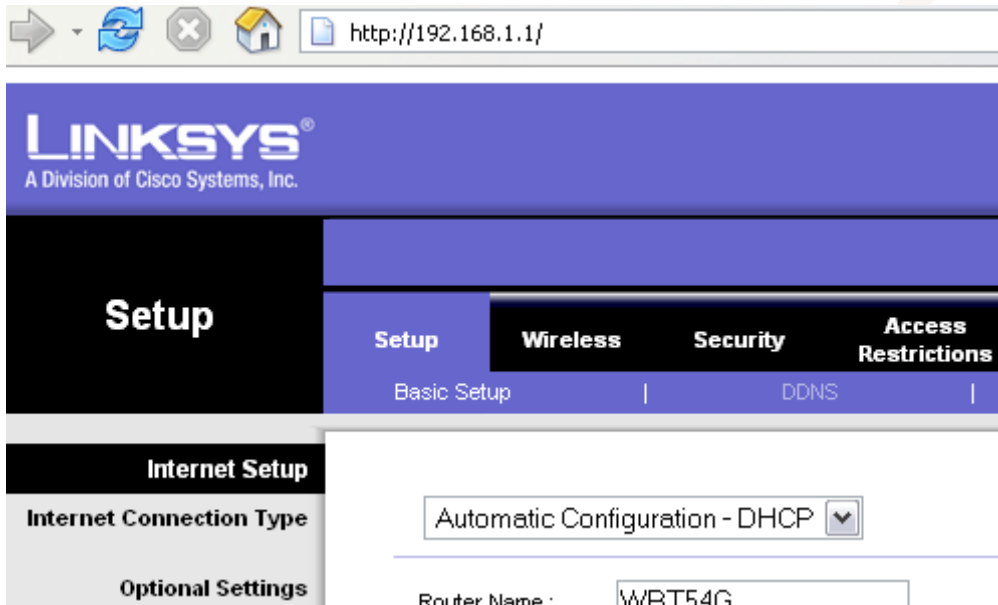 http://192.168.1.1/
LINKSYS®
A Division of Cisco Systems, Inc.
Setup
Setup
Wireless
Security
Access Restrictions
Basic Setup | DDNS |
Internet Setup
Internet Connection Type
Automatic Configuration - DHCP
Optional Settings
Router Name : WRT54G